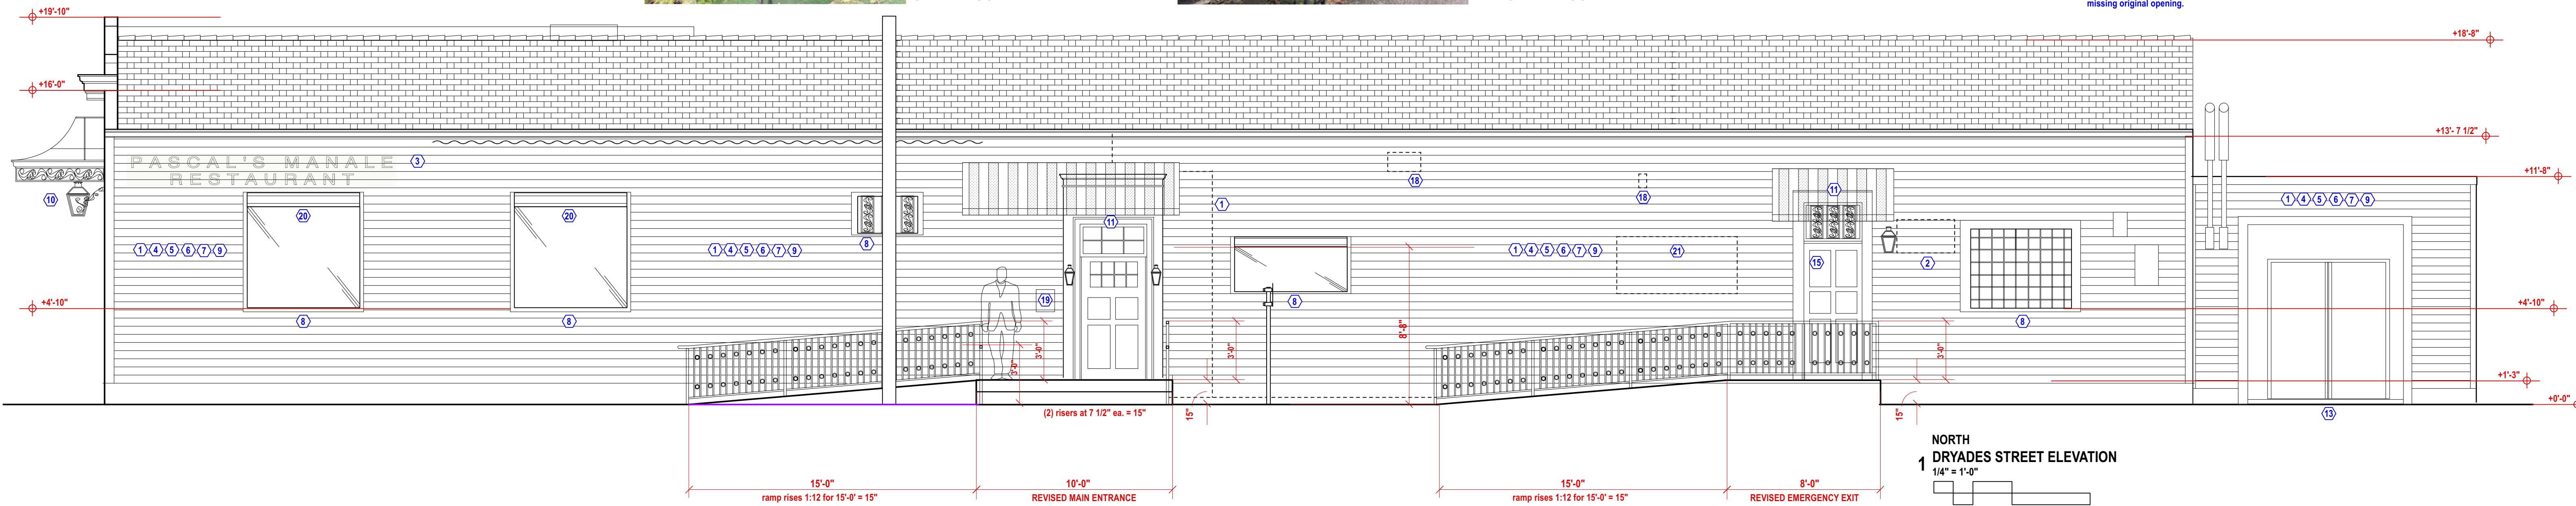 missing original opening.
+19'-10"
+18'-8"
+16'-0"
+13'- 7 1/2"
+11'-8"
PASCAL'S MANALE
RESTAURANT
3
10
20
20
8
11
1
18
18
11
1 4 5 6 7 9
1 4 5 6 7 9
1 4 5 6 7 9
1 4 5 6 7 9
21
15
2
19
8
8
8
8
+4'-10"
+4'-10"
8'-8"
3'-0"
3'-0"
3'-0"
3'-0"
+1'-3"
+0'-0"
(2) risers at 7 1/2" ea. = 15"
15"
15"
13
15'-0"
ramp rises 1:12 for 15'-0' = 15"
10'-0"
REVISED MAIN ENTRANCE
15'-0"
ramp rises 1:12 for 15'-0' = 15"
8'-0"
REVISED EMERGENCY EXIT
NORTH
1 DRYADES STREET ELEVATION
1/4" = 1'-0"